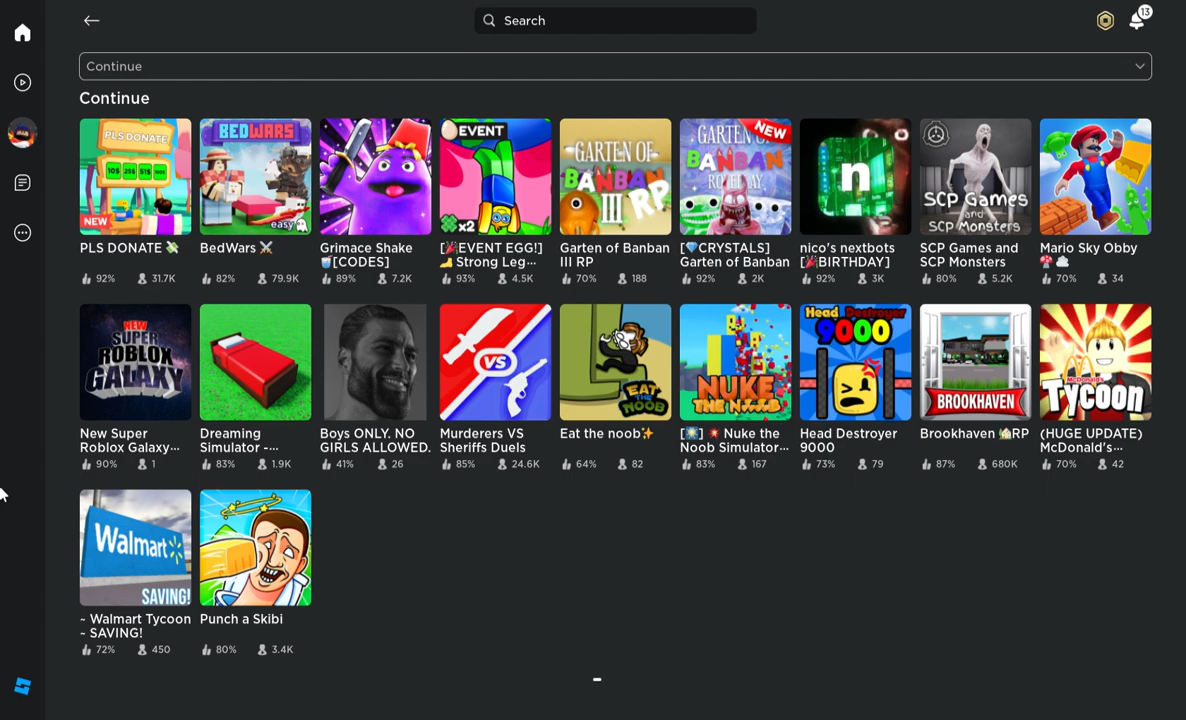 Search
13
Continue
Continue
PLS DONATE
10$ 25$ 51$ 100$
NEW
PLS DONATE 💸
92% 31.7K
BEDWARS
easy
BedWars ⚔️
82% 79.9K
Grimace Shake
🥤[CODES]
89% 7.2K
EVENT
x2
[🎉EVENT EGG!]
🦵 Strong Leg...
93% 4.5K
GARTEN OF
BANBAN
III RP
Garten of Banban
III RP
70% 188
NEW
GARTEN OF
BANBAN
ROLEPLAY
[💎CRYSTALS]
Garten of Banban
92% 2K
n
nico's nextbots
[🎉BIRTHDAY]
92% 3K
SCP Games
and
SCP Monsters
SCP Games and
SCP Monsters
80% 5.2K
Mario Sky Obby
🍄☁️
70% 34
NEW
SUPER
ROBLOX
GALAXY
New Super
Roblox Galaxy...
90% 1
Dreaming
Simulator -...
83% 1.9K
Boys ONLY. NO
GIRLS ALLOWED.
41% 26
VS
Murderers VS
Sheriffs Duels
85% 24.6K
EAT
THE
NOOB
Eat the noob✨
64% 82
NUKE
THE NOOB
[🎆] 💥 Nuke the
Noob Simulator...
83% 167
Head Destroyer
9000
Head Destroyer
9000
73% 79
BROOKHAVEN
Brookhaven 🏡RP
87% 680K
McDonald's
TYCOON
(HUGE UPDATE)
McDonald's...
70% 42
Walmart
SAVING!
~ Walmart Tycoon
~ SAVING!
72% 450
Punch a Skibi
80% 3.4K